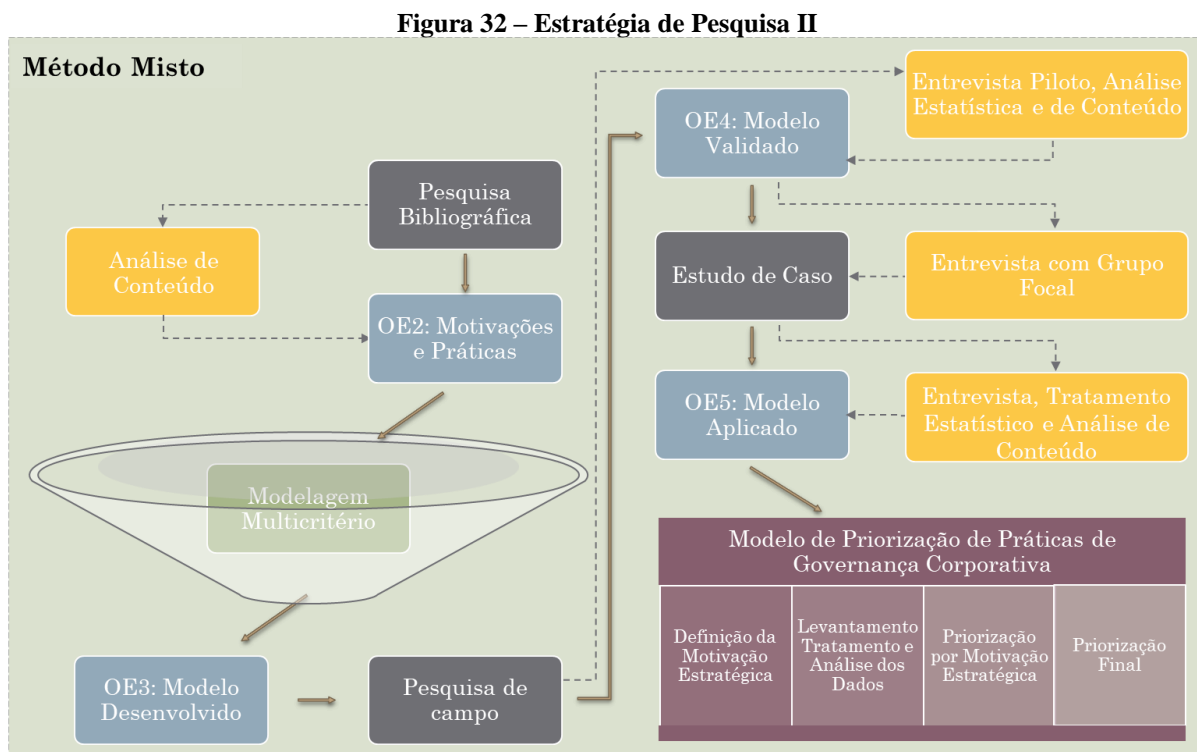 Figura 32 – Estratégia de Pesquisa II
Método Misto
Pesquisa
Bibliográfica
Análise de
Conteúdo
OE2: Motivações
e Práticas
Modelagem
Multicritério
OE3: Modelo
Desenvolvido
Pesquisa de
campo
Entrevista Piloto, Análise
Estatística e de Conteúdo
OE4: Modelo
Validado
Estudo de Caso
Entrevista com Grupo
Focal
OE5: Modelo
Aplicado
Entrevista, Tratamento
Estatístico e Análise de
Conteúdo
Modelo de Priorização de Práticas de
Governança Corporativa
Definição da
Motivação
Estratégica
Levantamento
Tratamento e
Análise dos
Dados
Priorização
por Motivação
Estratégica
Priorização
Final